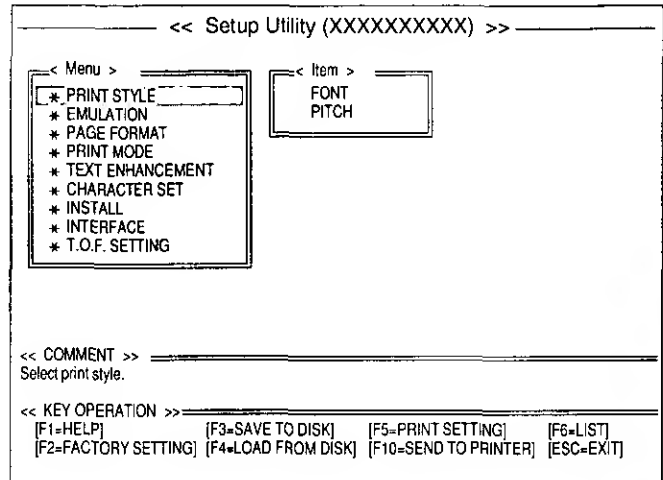 << Setup Utility (XXXXXXXXXX) >>
< Menu >
* PRINT STYLE
* EMULATION
* PAGE FORMAT
* PRINT MODE
* TEXT ENHANCEMENT
* CHARACTER SET
* INSTALL
* INTERFACE
* T.O.F. SETTING
< Item >
FONT
PITCH
<< COMMENT >>
Select print style.
<< KEY OPERATION >>
[F1=HELP] [F3=SAVE TO DISK] [F5=PRINT SETTING] [F6=LIST]
[F2=FACTORY SETTING] [F4=LOAD FROM DISK] [F10=SEND TO PRINTER] [ESC=EXIT]